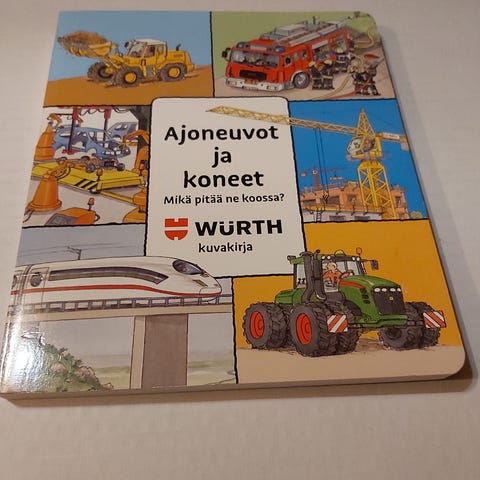 Ajoneuvot
ja
koneet
Mikä pitää ne koossa?
WÜRTH
kuvakirja